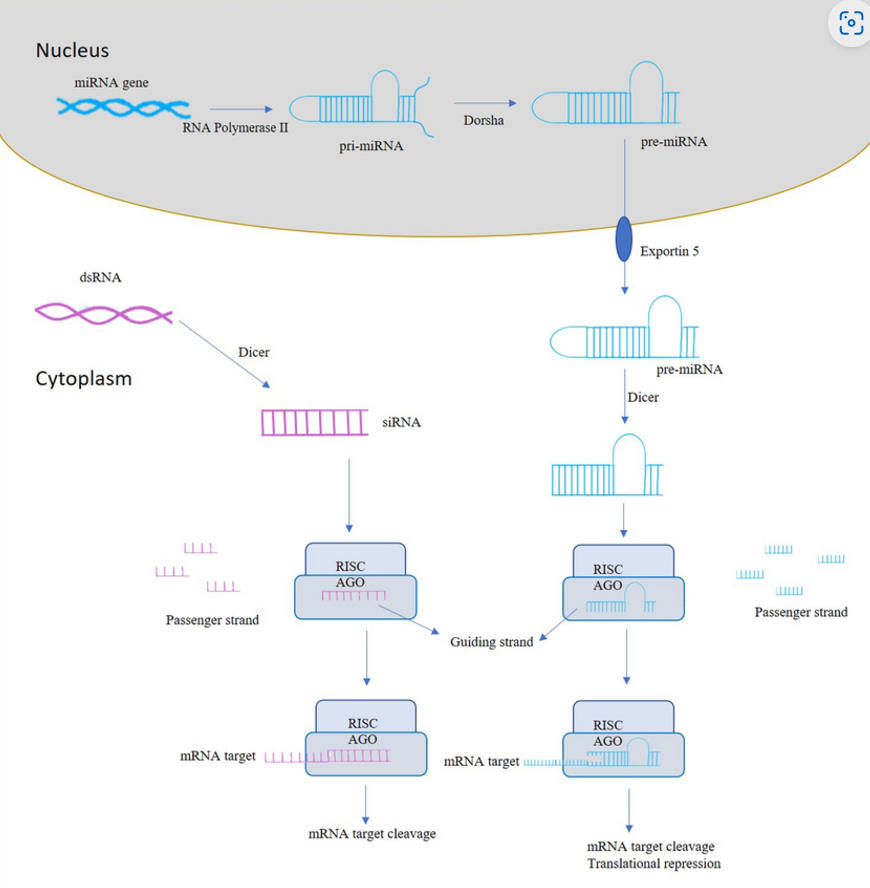 Nucleus
miRNA gene
RNA Polymerase II
pri-miRNA
Dorsha
pre-miRNA
Exportin 5
dsRNA
Dicer
Cytoplasm
pre-miRNA
Dicer
siRNA
RISC
AGO
RISC
AGO
Passenger strand
Guiding strand
Passenger strand
RISC
AGO
mRNA target
RISC
AGO
mRNA target
mRNA target cleavage
mRNA target cleavage
Translational repression